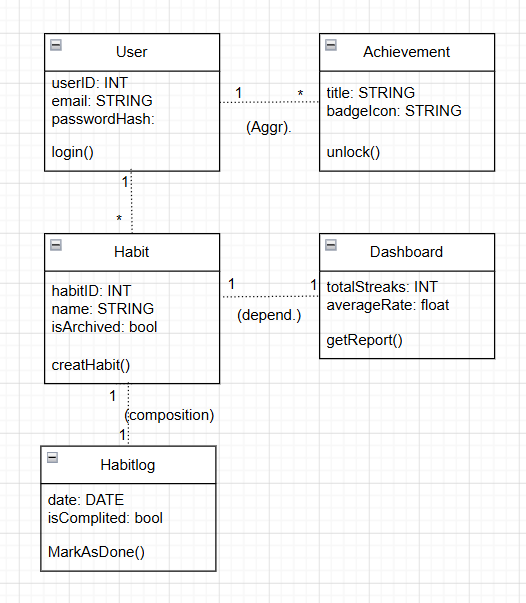 User
userID: INT
email: STRING
passwordHash:
login()
Achievement
title: STRING
badgeIcon: STRING
unlock()
1
*
(Aggr).
1
*
Habit
habitID: INT
name: STRING
isArchived: bool
creatHabit()
Dashboard
totalStreaks: INT
averageRate: float
getReport()
1
1
(depend.)
1
(composition)
1
Habitlog
date: DATE
isComplited: bool
MarkAsDone()